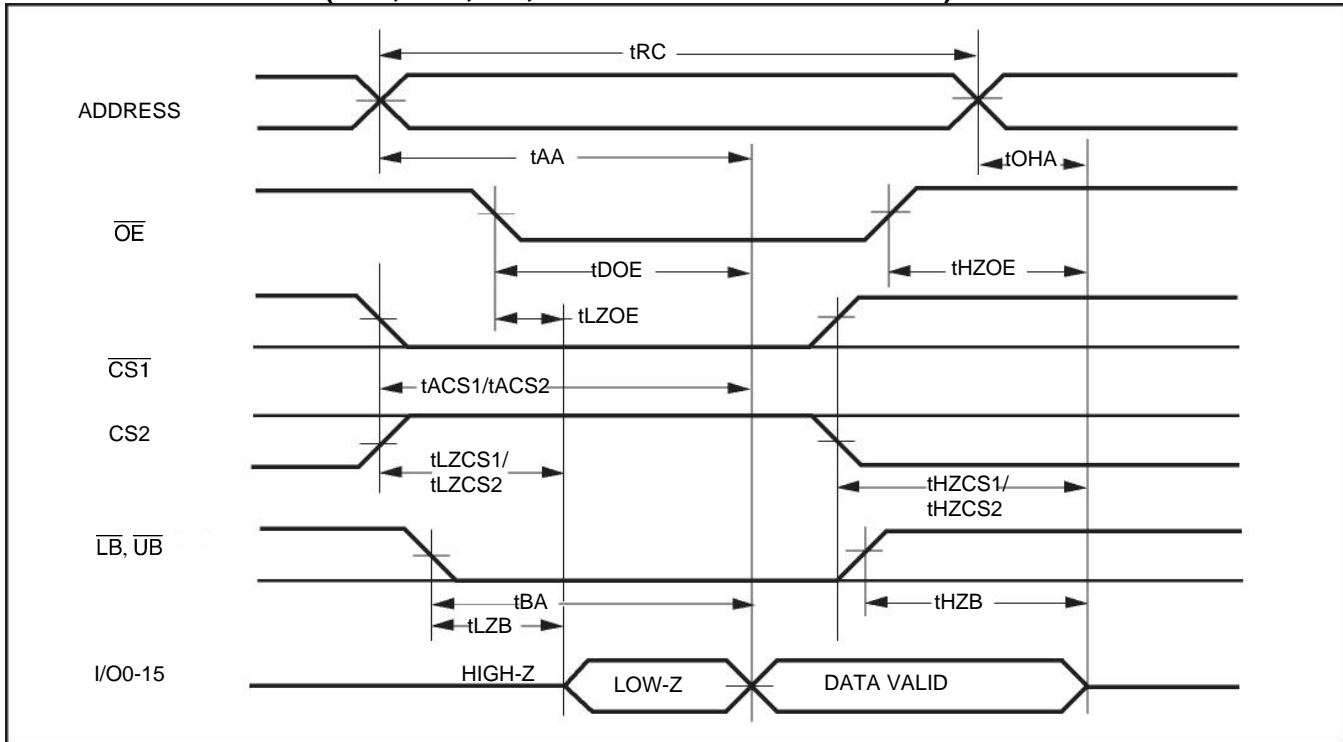 tRC
ADDRESS
tAA
tOHA
OE
tDOE
tHZOE
tLZOE
CS1
tACS1/tACS2
CS2
tLZCS1/
tLZCS2
tHZCS1/
tHZCS2
LB, UB
tBA
tHZB
tLZB
I/O0-15
HIGH-Z
LOW-Z
DATA VALID